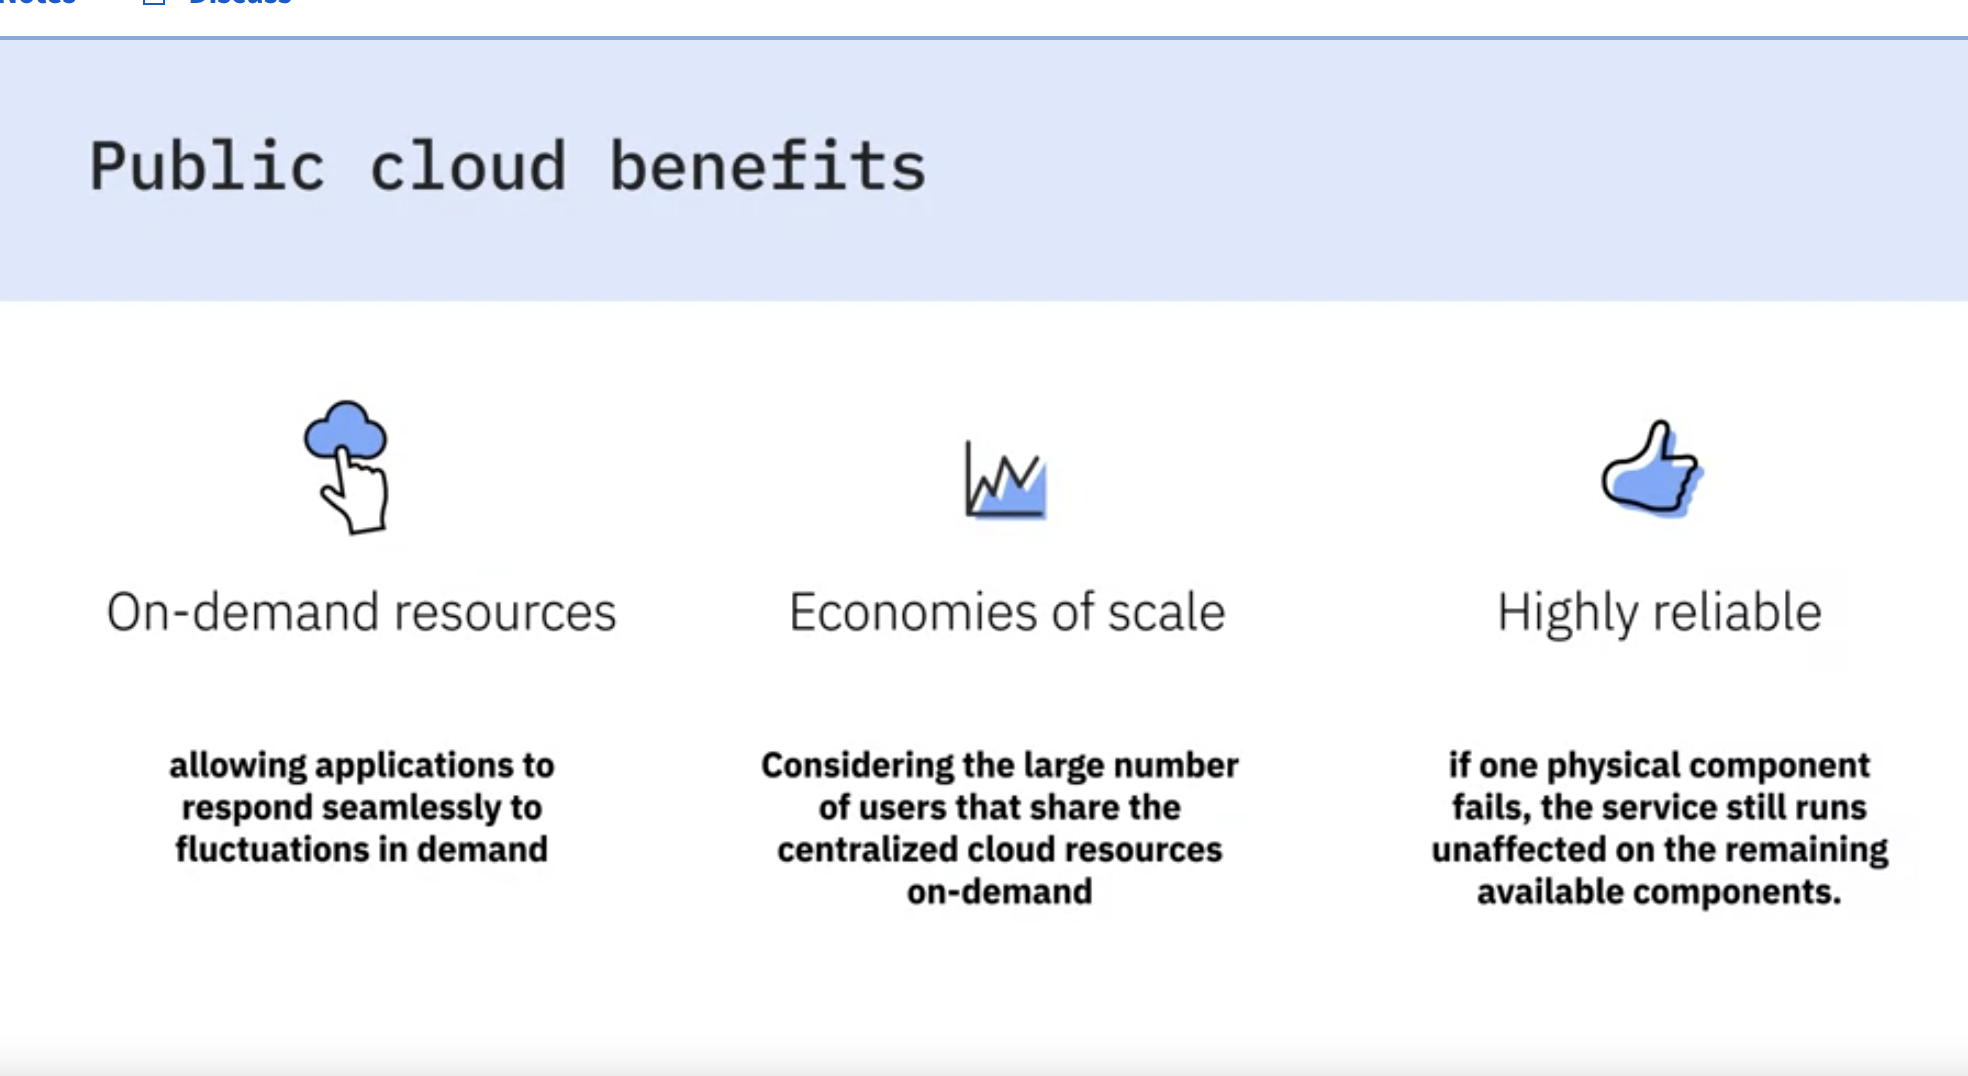 Notes Discuss
Public cloud benefits
On-demand resources
allowing applications to
respond seamlessly to
fluctuations in demand
Economies of scale
Considering the large number
of users that share the
centralized cloud resources
on-demand
Highly reliable
if one physical component
fails, the service still runs
unaffected on the remaining
available components.